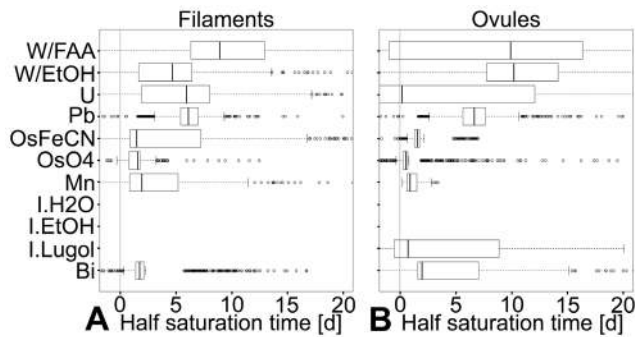 Filaments Ovules
W/FAA
W/EtOH
U
Pb
OsFeCN
OsO4
Mn
I.H2O
I.EtOH
I.Lugol
Bi
0 5 10 15 20 0 5 10 15 20
A Half saturation time [d] B Half saturation time [d]